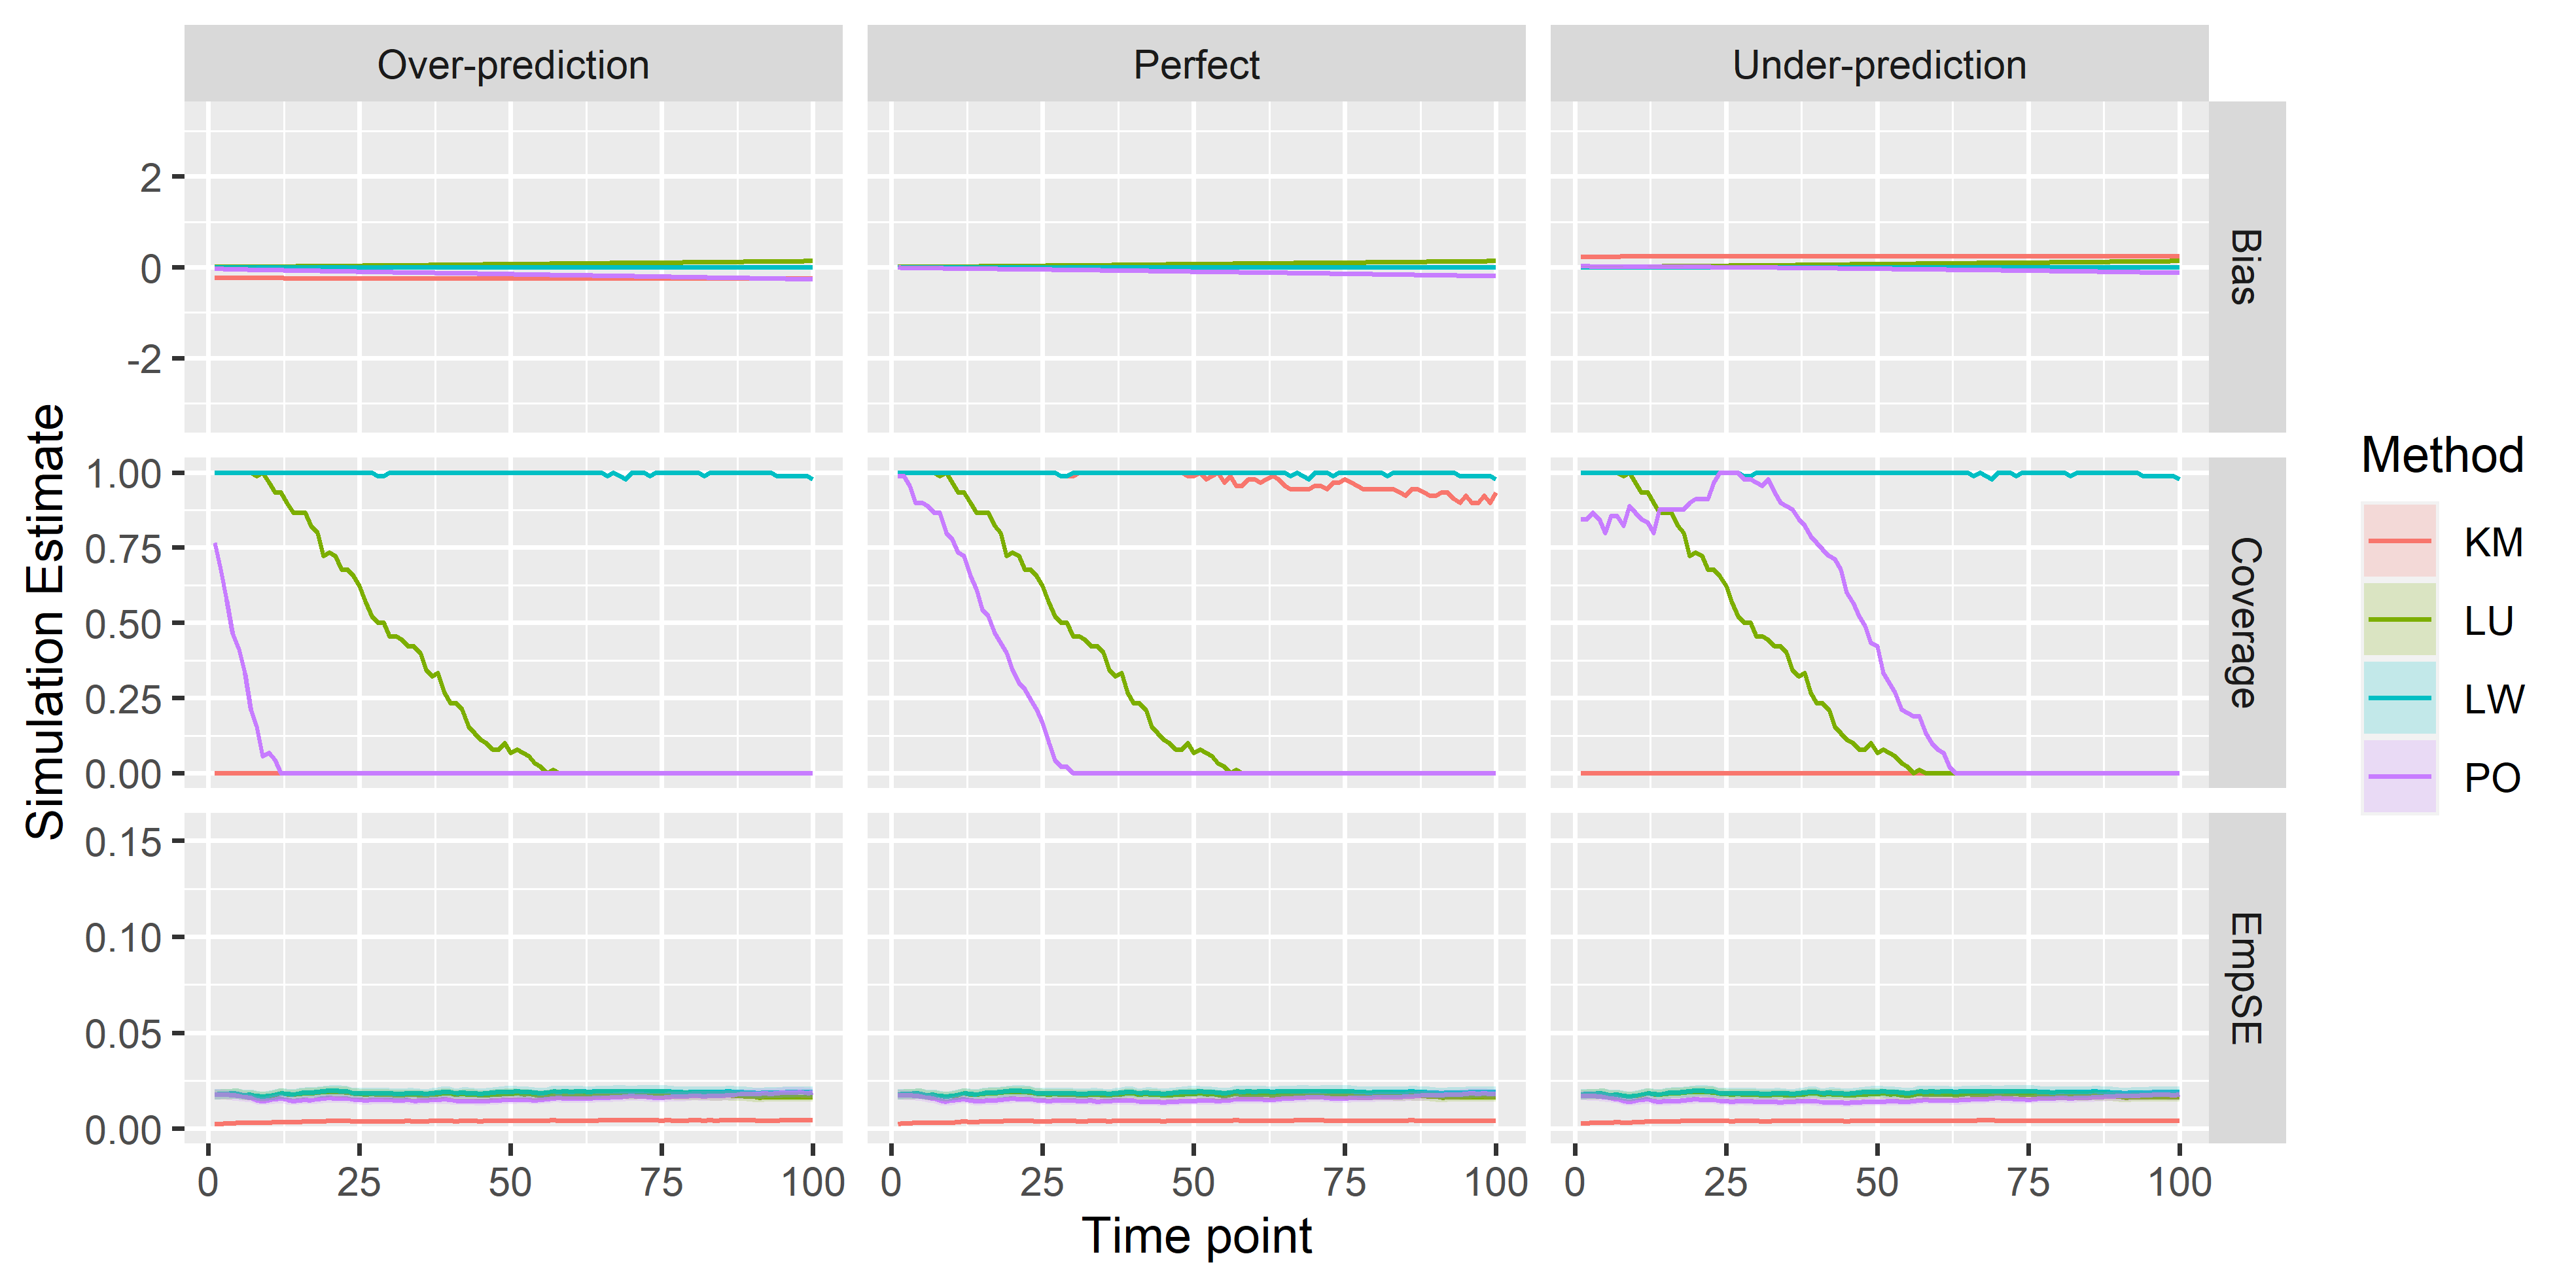 Over-prediction
Perfect
Under-prediction
2
0
-2
Bias
1.00
0.75
0.50
0.25
0.00
Coverage
0.15
0.10
0.05
0.00
EmpSE
0 25 50 75 100
0 25 50 75 100
0 25 50 75 100
Time point
Simulation Estimate
Method
KM
LU
LW
PO